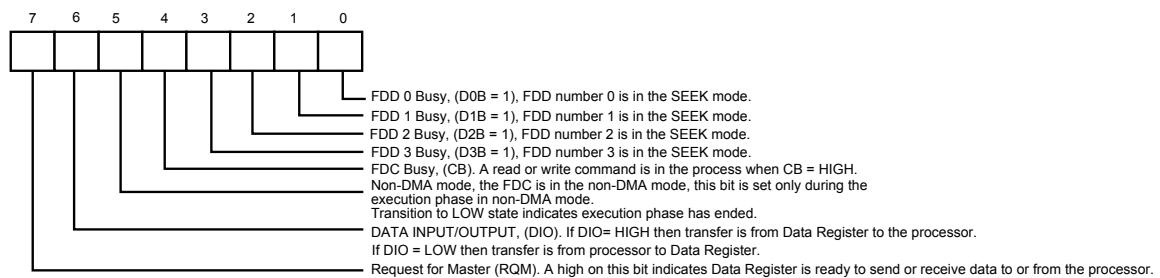 7 6 5 4 3 2 1 0
FDD 0 Busy, (D0B = 1), FDD number 0 is in the SEEK mode.
FDD 1 Busy, (D1B = 1), FDD number 1 is in the SEEK mode.
FDD 2 Busy, (D2B = 1), FDD number 2 is in the SEEK mode.
FDD 3 Busy, (D3B = 1), FDD number 3 is in the SEEK mode.
FDC Busy, (CB). A read or write command is in the process when CB = HIGH.
Non-DMA mode, the FDC is in the non-DMA mode, this bit is set only during the
execution phase in non-DMA mode.
Transition to LOW state indicates execution phase has ended.
DATA INPUT/OUTPUT, (DIO). If DIO= HIGH then transfer is from Data Register to the processor.
If DIO = LOW then transfer is from processor to Data Register.
Request for Master (RQM). A high on this bit indicates Data Register is ready to send or receive data to or from the processor.